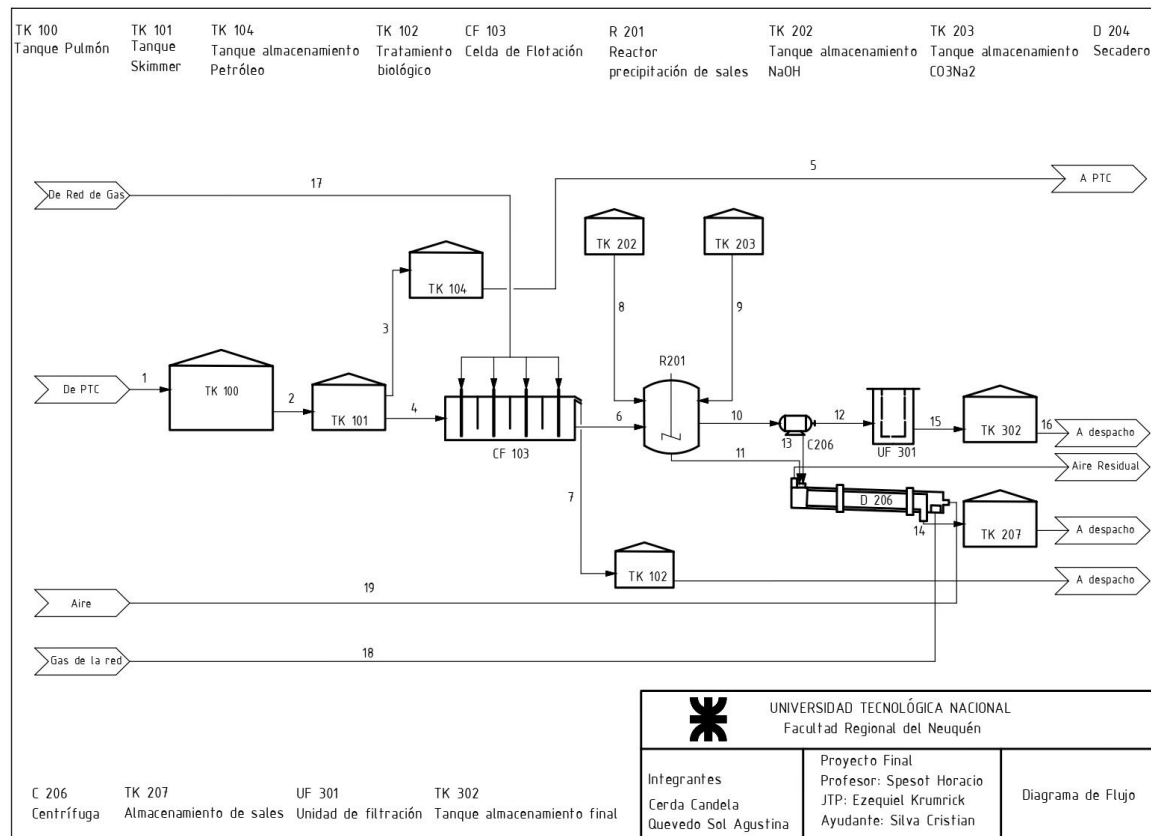 TK 100
Tanque Pulmón
TK 101
Tanque
Skimmer
TK 104
Tanque almacenamiento
Petróleo
TK 102
Tratamiento
biológico
CF 103
Celda de Flotación
R 201
Reactor
precipitación de sales
TK 202
Tanque almacenamiento
NaOH
TK 203
Tanque almacenamiento
CO3Na2
D 204
Secadero
De Red de Gas
17
5
A PTC
TK 202
TK 203
TK 104
3
8
9
De PTC
1
TK 100
2
TK 101
4
CF 103
6
R201
10
11
13
C206
12
UF 301
15
TK 302
16
A despacho
Aire Residual
D 206
14
TK 207
A despacho
7
TK 102
A despacho
Aire
19
Gas de la red
18
UNIVERSIDAD TECNOLÓGICA NACIONAL
Facultad Regional del Neuquén
Integrantes
Cerda Candela
Quevedo Sol Agustina
Proyecto Final
Profesor: Spesot Horacio
JTP: Ezequiel Krumrick
Ayudante: Silva Cristian
Diagrama de Flujo
C 206
Centrífuga
TK 207
Almacenamiento de sales
UF 301
Unidad de filtración
TK 302
Tanque almacenamiento final